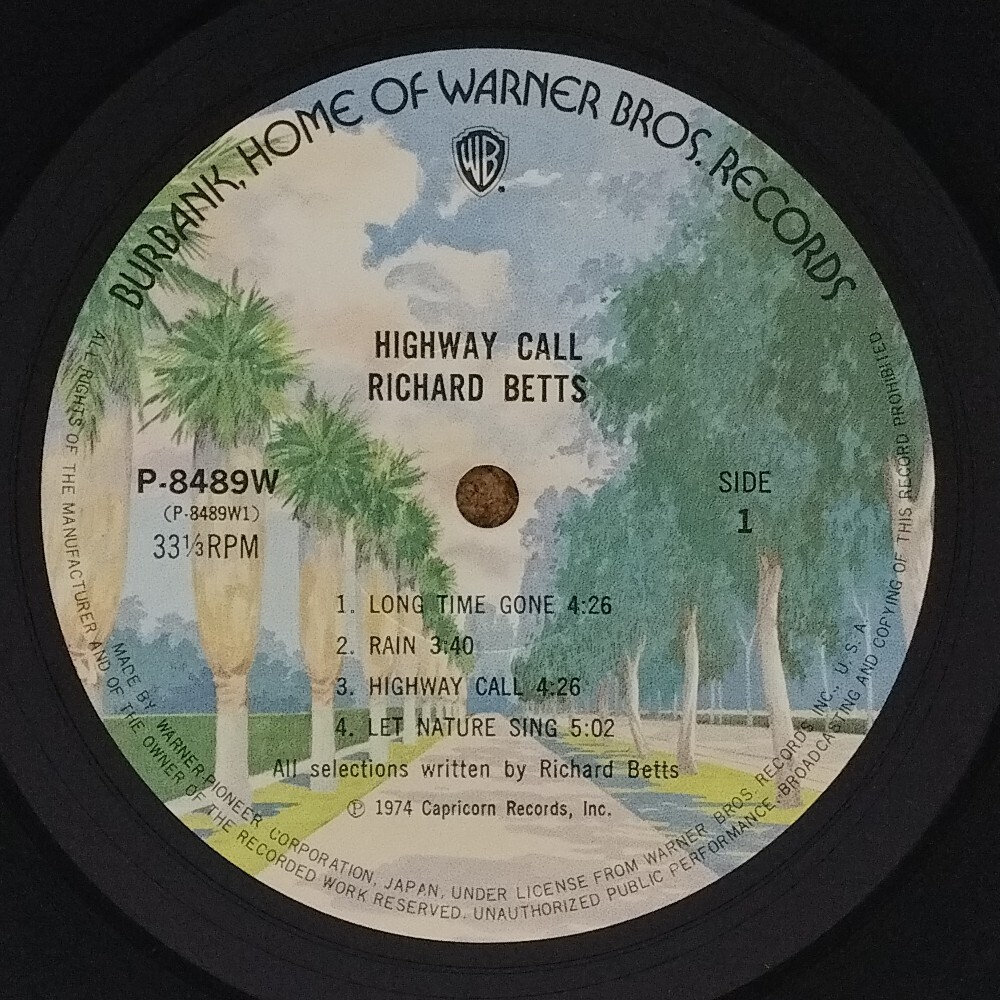 BURBANK, HOME OF WARNER BROS. RECORDS
WB
HIGHWAY CALL
RICHARD BETTS
P-8489W
(P-8489W1)
33⅓RPM
SIDE
1
1. LONG TIME GONE 4:26
2. RAIN 3:40
3. HIGHWAY CALL 4:26
4. LET NATURE SING 5:02
All selections written by Richard Betts
Ⓟ 1974 Capricorn Records, Inc.
MADE BY WARNER-PIONEER CORPORATION, JAPAN, UNDER LICENSE FROM WARNER BROS. RECORDS INC., U.S.A.
ALL RIGHTS OF THE MANUFACTURER AND OF THE OWNER OF THE RECORDED WORK RESERVED. UNAUTHORIZED PUBLIC PERFORMANCE, BROADCASTING AND COPYING OF THIS RECORD PROHIBITED